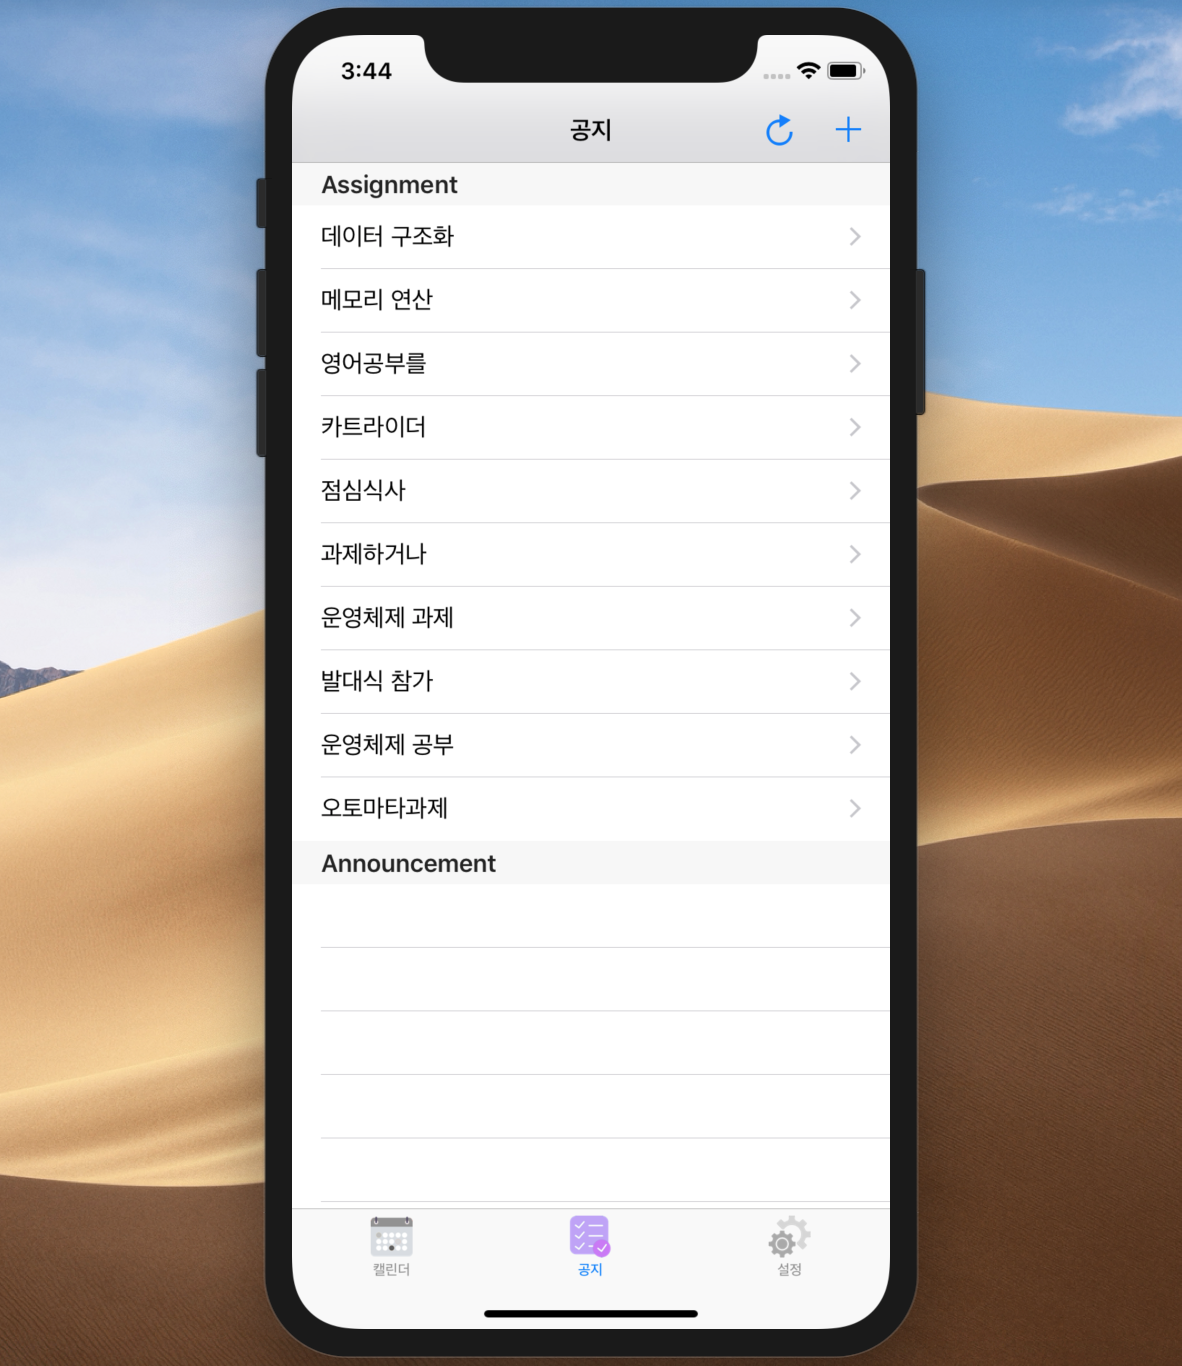 3:44
공지
Assignment
데이터 구조화
메모리 연산
영어공부를
카트라이더
점심식사
과제하거나
운영체제 과제
발대식 참가
운영체제 공부
오토마타과제
Announcement
캘린더
공지
설정